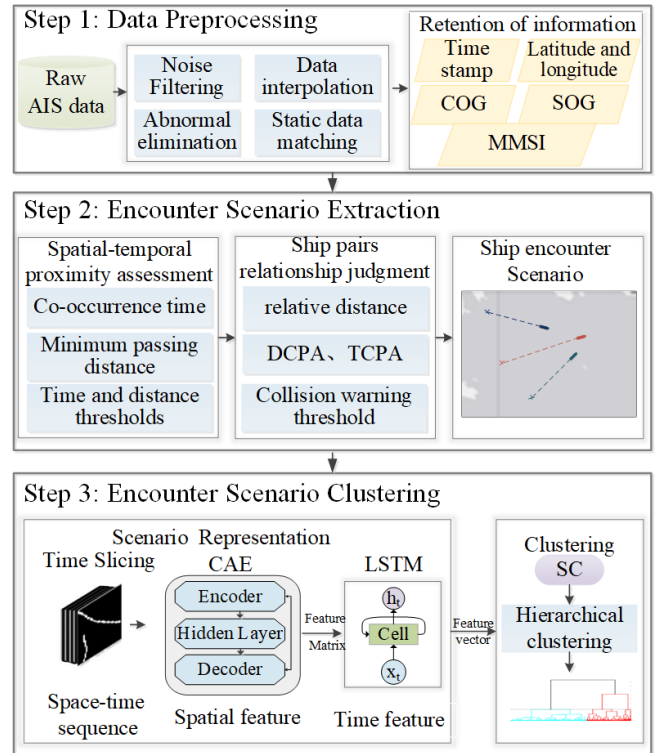 Step 1: Data Preprocessing
Raw
AIS data
Noise
Filtering
Data
interpolation
Abnormal
elimination
Static data
matching
Retention of information
Time
stamp
Latitude and
longitude
COG
SOG
MMSI
Step 2: Encounter Scenario Extraction
Spatial-temporal
proximity assessment
Co-occurrence time
Minimum passing
distance
Time and distance
thresholds
Ship pairs
relationship judgment
relative distance
DCPA、TCPA
Collision warning
threshold
Ship encounter
Scenario
Step 3: Encounter Scenario Clustering
Scenario Representation
Time Slicing
Space-time
sequence
CAE
Encoder
Hidden Layer
Decoder
Spatial feature
Feature
Matrix
LSTM
h_t
Cell
x_t
Time feature
Feature
vector
Clustering
SC
Hierarchical
clustering